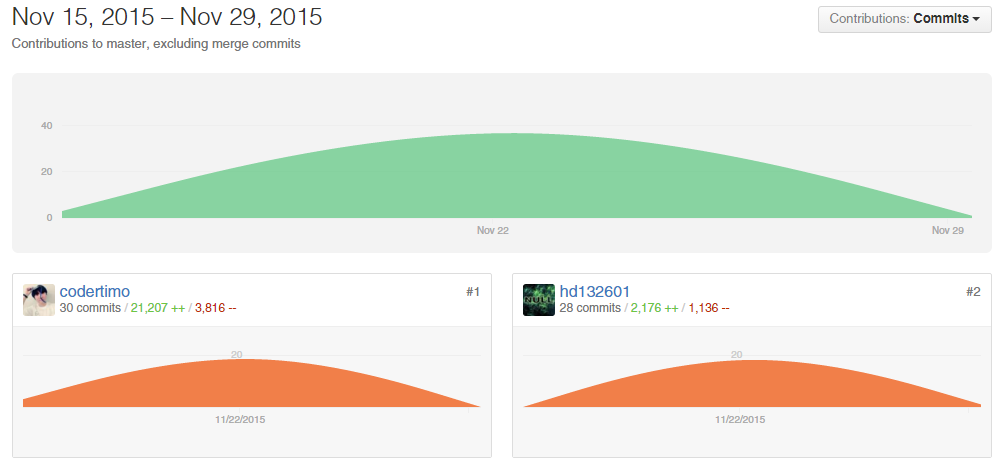 Nov 15, 2015 – Nov 29, 2015
Contributions: Commits
Contributions to master, excluding merge commits
40
20
0
Nov 22
Nov 29
codertimo
#1
30 commits / 21,207 ++ / 3,816 --
20
11/22/2015
hd132601
#2
28 commits / 2,176 ++ / 1,136 --
20
11/22/2015